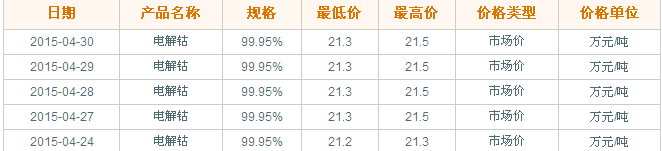 日期 产品名称 规格 最低价 最高价 价格类型 价格单位
2015-04-30 电解钴 99.95% 21.3 21.5 市场价 万元/吨
2015-04-29 电解钴 99.95% 21.3 21.5 市场价 万元/吨
2015-04-28 电解钴 99.95% 21.3 21.5 市场价 万元/吨
2015-04-27 电解钴 99.95% 21.3 21.5 市场价 万元/吨
2015-04-24 电解钴 99.95% 21.2 21.3 市场价 万元/吨